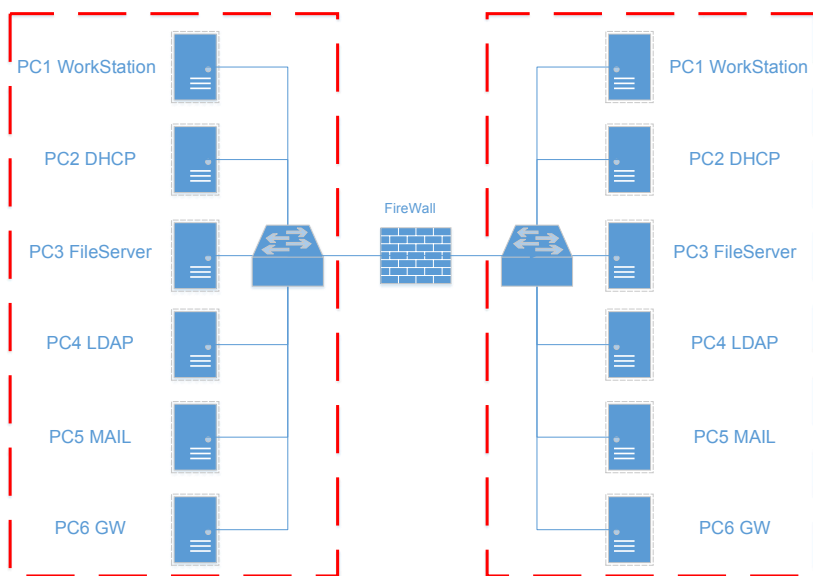 PC1 WorkStation
PC1 WorkStation
PC2 DHCP
PC2 DHCP
FireWall
PC3 FileServer
PC3 FileServer
PC4 LDAP
PC4 LDAP
PC5 MAIL
PC5 MAIL
PC6 GW
PC6 GW